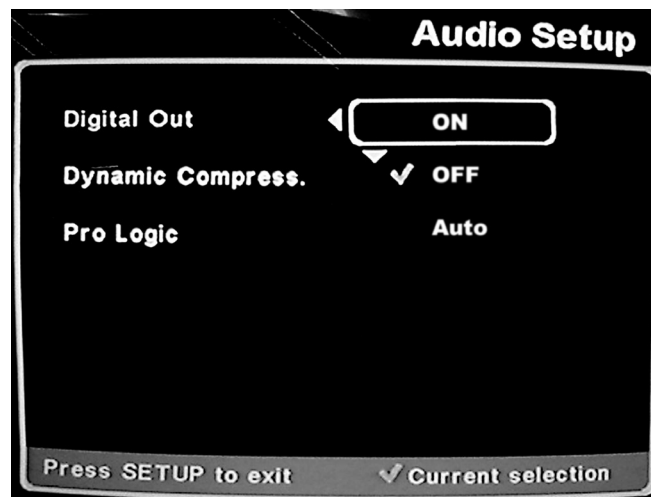 Audio Setup
Digital Out ON
Dynamic Compress. ✓ OFF
Pro Logic Auto
Press SETUP to exit ✓ Current selection